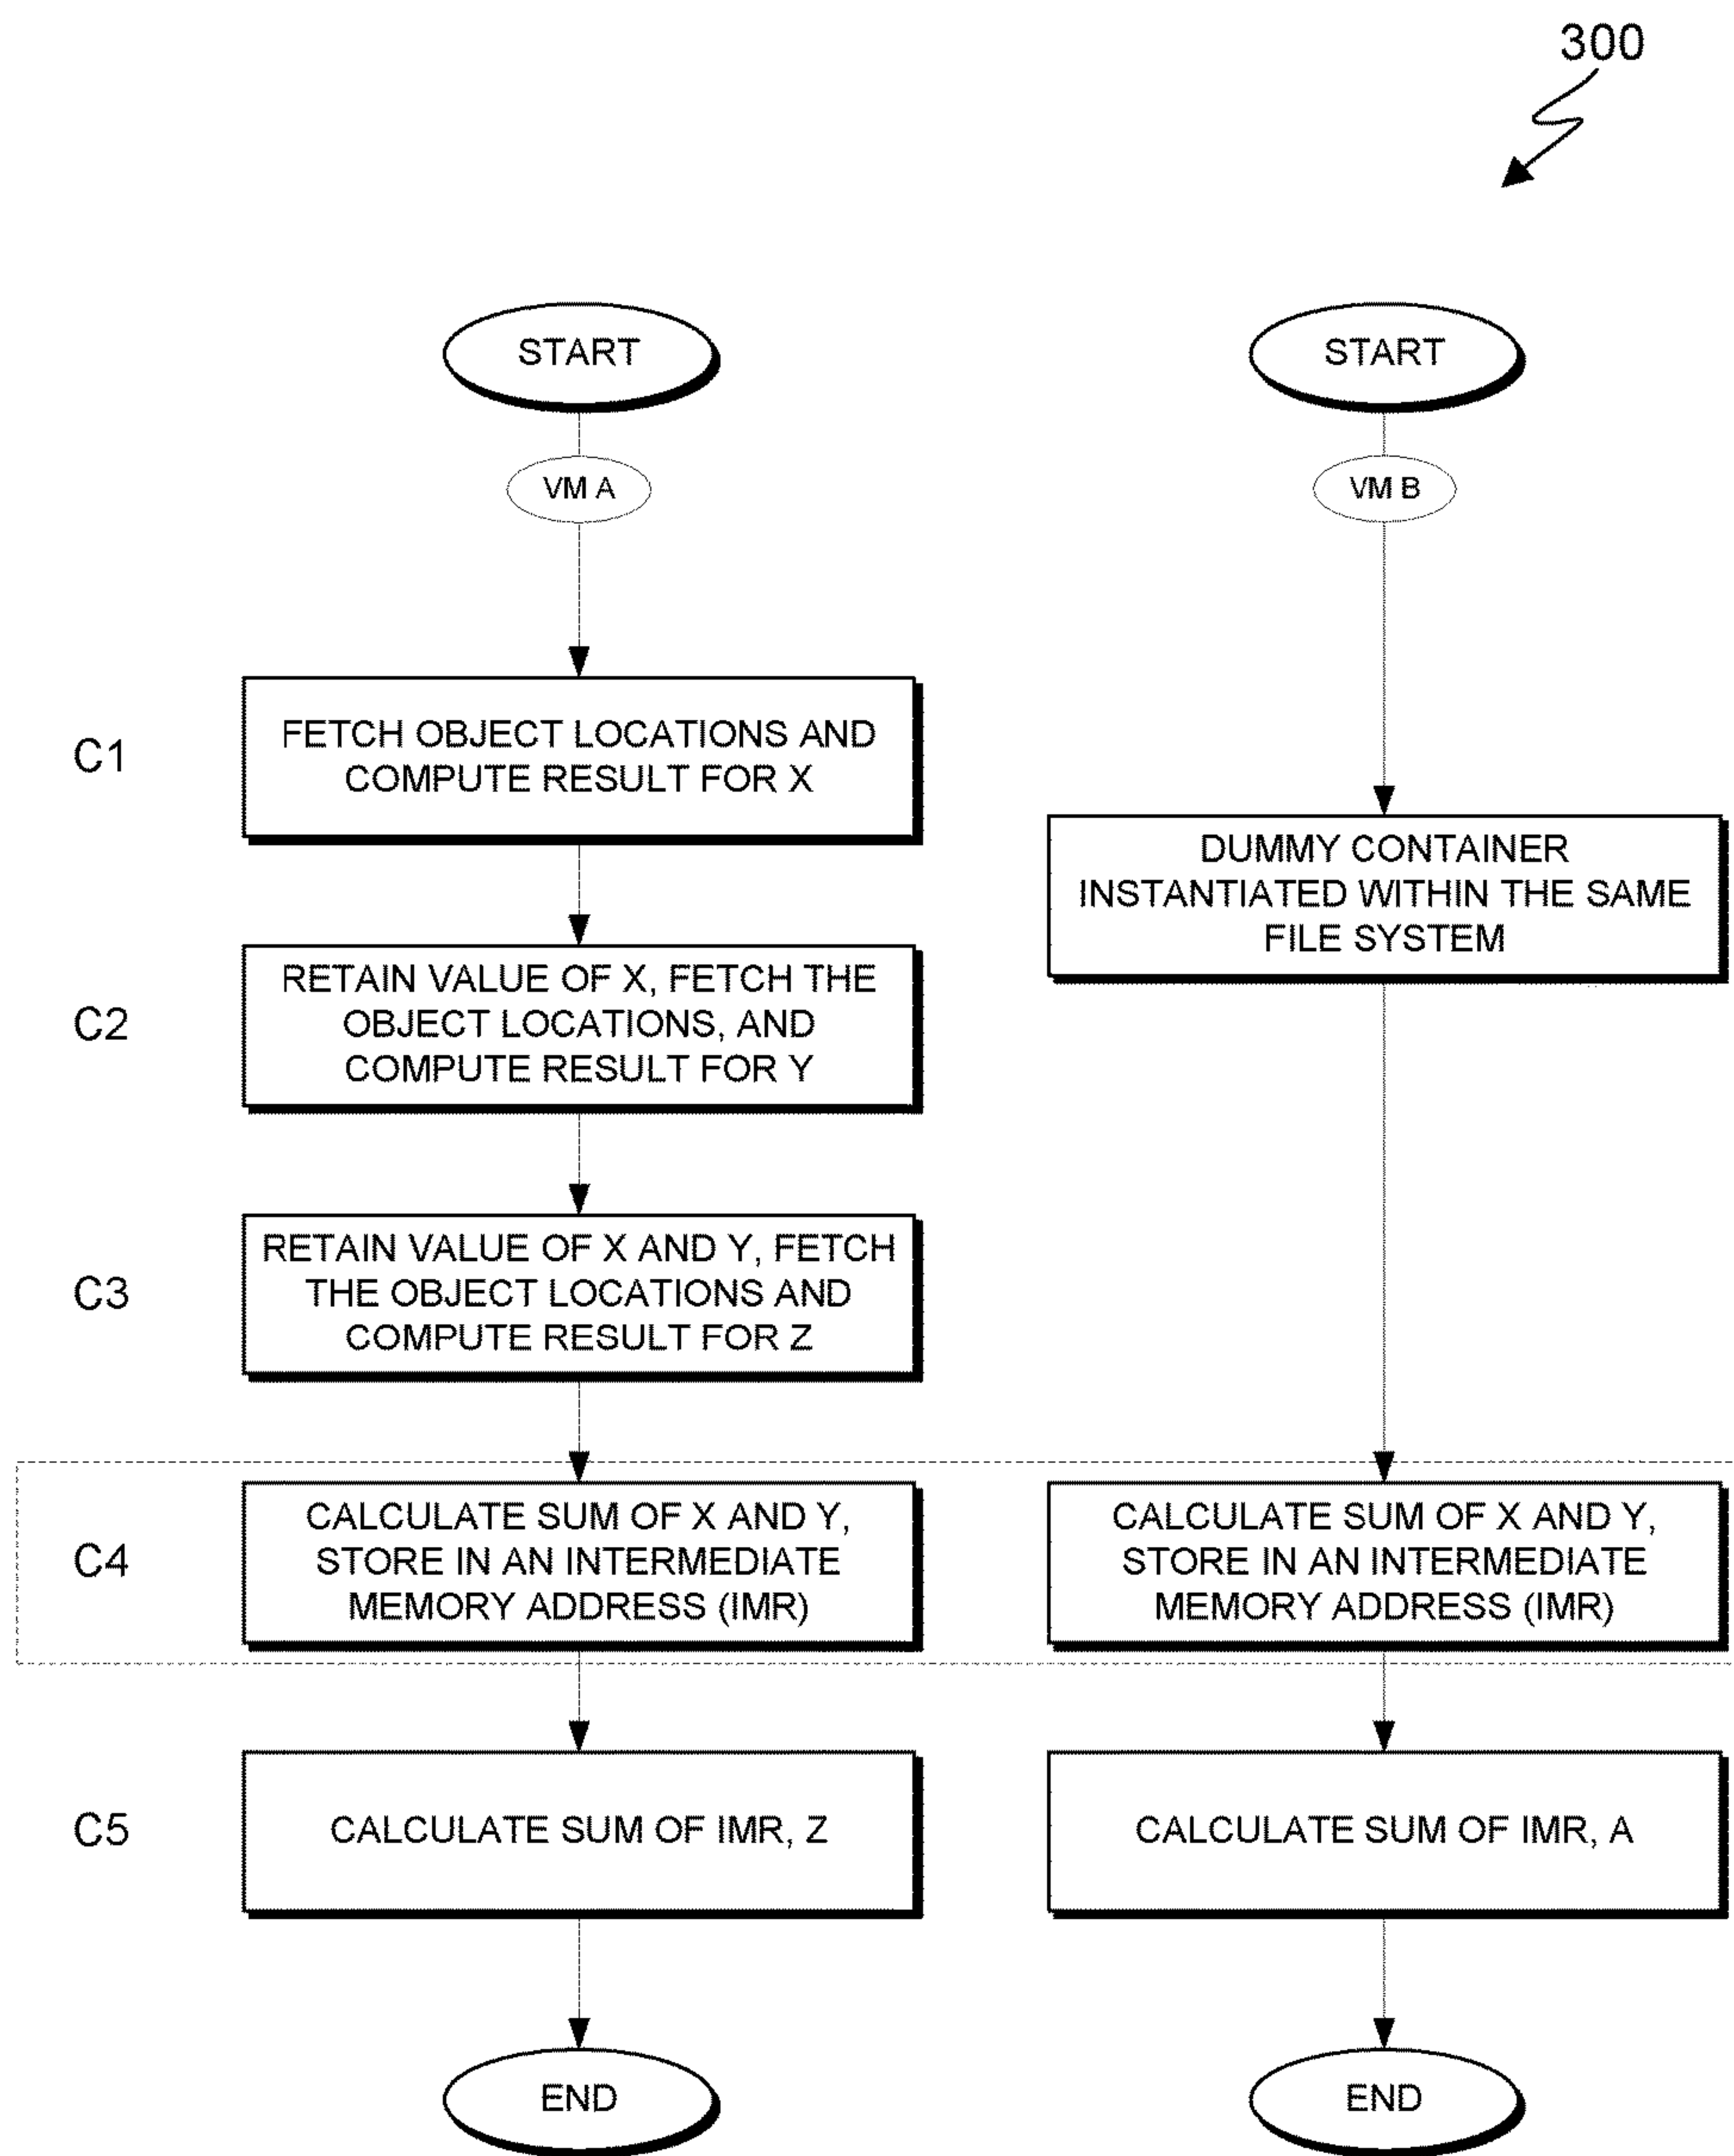 300
START
START
VM A
VM B
C1
FETCH OBJECT LOCATIONS AND
COMPUTE RESULT FOR X
DUMMY CONTAINER
INSTANTIATED WITHIN THE SAME
FILE SYSTEM
C2
RETAIN VALUE OF X, FETCH THE
OBJECT LOCATIONS, AND
COMPUTE RESULT FOR Y
C3
RETAIN VALUE OF X AND Y, FETCH
THE OBJECT LOCATIONS AND
COMPUTE RESULT FOR Z
C4
CALCULATE SUM OF X AND Y,
STORE IN AN INTERMEDIATE
MEMORY ADDRESS (IMR)
CALCULATE SUM OF X AND Y,
STORE IN AN INTERMEDIATE
MEMORY ADDRESS (IMR)
C5
CALCULATE SUM OF IMR, Z
CALCULATE SUM OF IMR, A
END
END